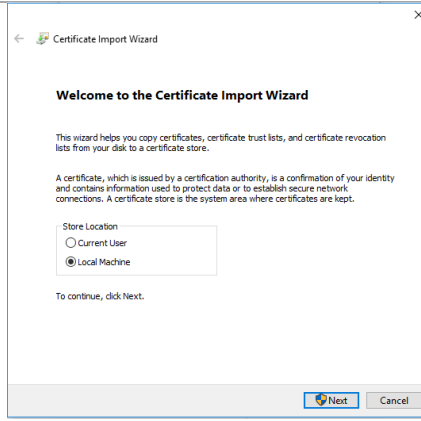 Certificate Import Wizard
Welcome to the Certificate Import Wizard
This wizard helps you copy certificates, certificate trust lists, and certificate revocation
lists from your disk to a certificate store.
A certificate, which is issued by a certification authority, is a confirmation of your identity
and contains information used to protect data or to establish secure network
connections. A certificate store is the system area where certificates are kept.
Store Location
Current User
Local Machine
To continue, click Next.
Next Cancel